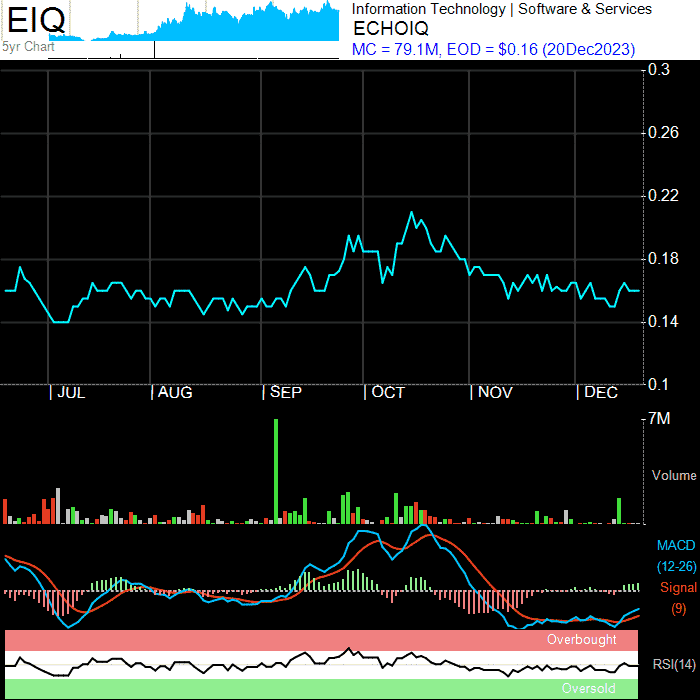 EIQ
5yr Chart
Information Technology | Software & Services
ECHOIQ
MC = 79.1M, EOD = $0.16 (20Dec2023)
0.3
0.26
0.22
0.18
0.14
0.1
| JUL | AUG | SEP | OCT | NOV | DEC
7M
Volume
MACD
(12-26)
Signal
(9)
Overbought
RSI(14)
Oversold